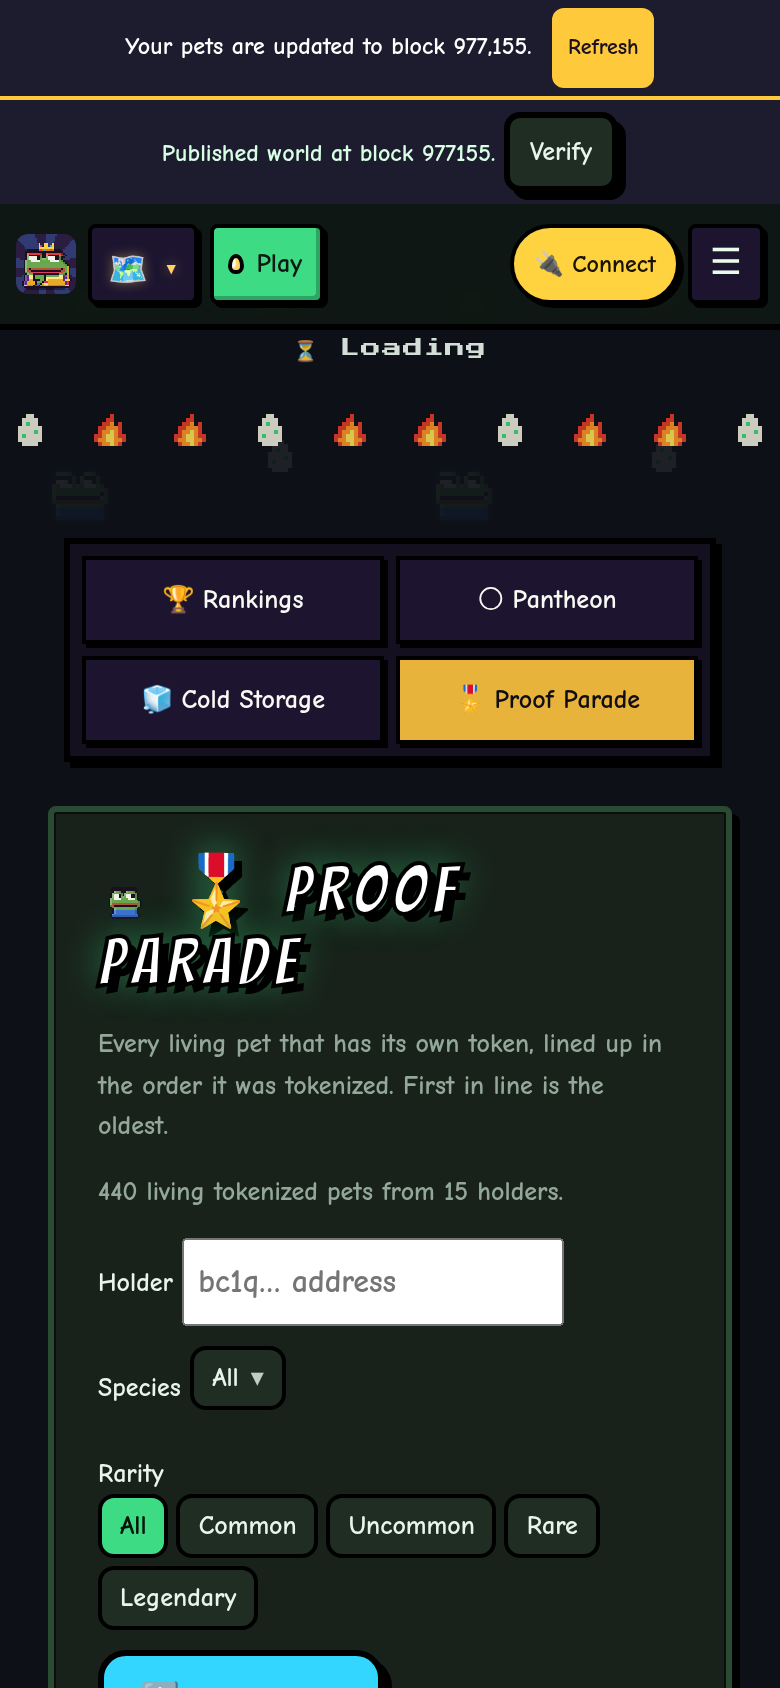 Your pets are updated to block 977,155. Refresh
Published world at block 977155. Verify
Play
Connect
Loading
Rankings
Pantheon
Cold Storage
Proof Parade
PROOF
PARADE
Every living pet that has its own token, lined up in
the order it was tokenized. First in line is the
oldest.
440 living tokenized pets from 15 holders.
Holder bc1q... address
Species All
Rarity
All Common Uncommon Rare
Legendary